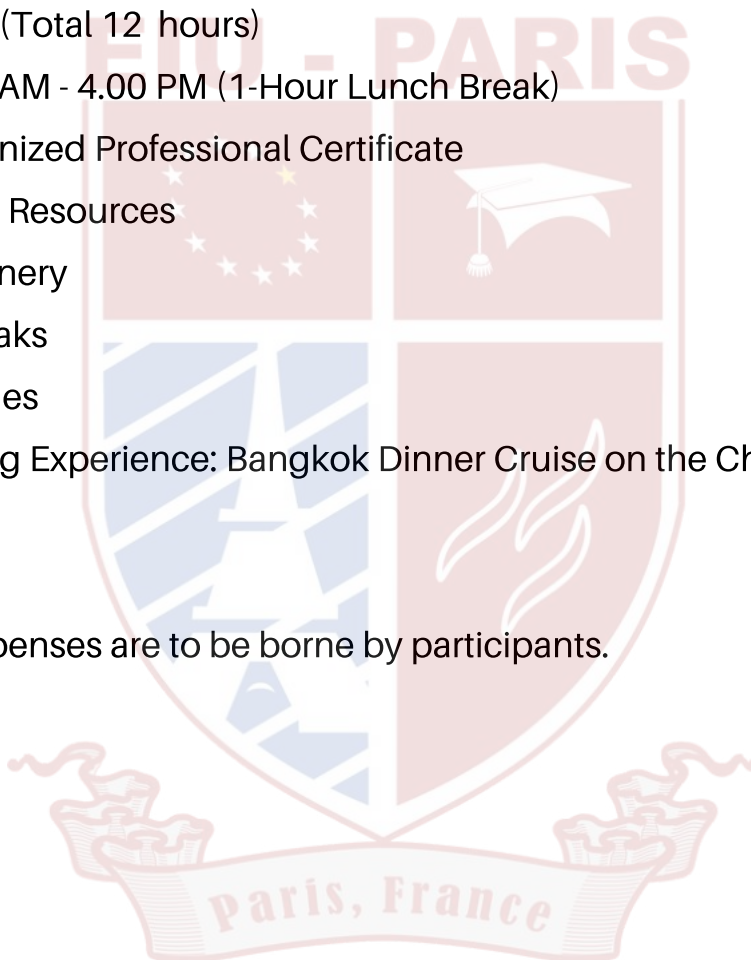 EIU - PARIS
(Total 12 hours)
AM - 4.00 PM (1-Hour Lunch Break)
nized Professional Certificate
Resources
nery
aks
es
g Experience: Bangkok Dinner Cruise on the Ch
penses are to be borne by participants.
Paris, France